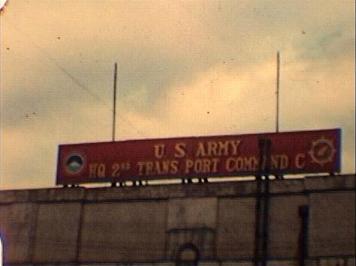 U. S. ARMY
HQ 2ND TRANS PORT COMMAND C